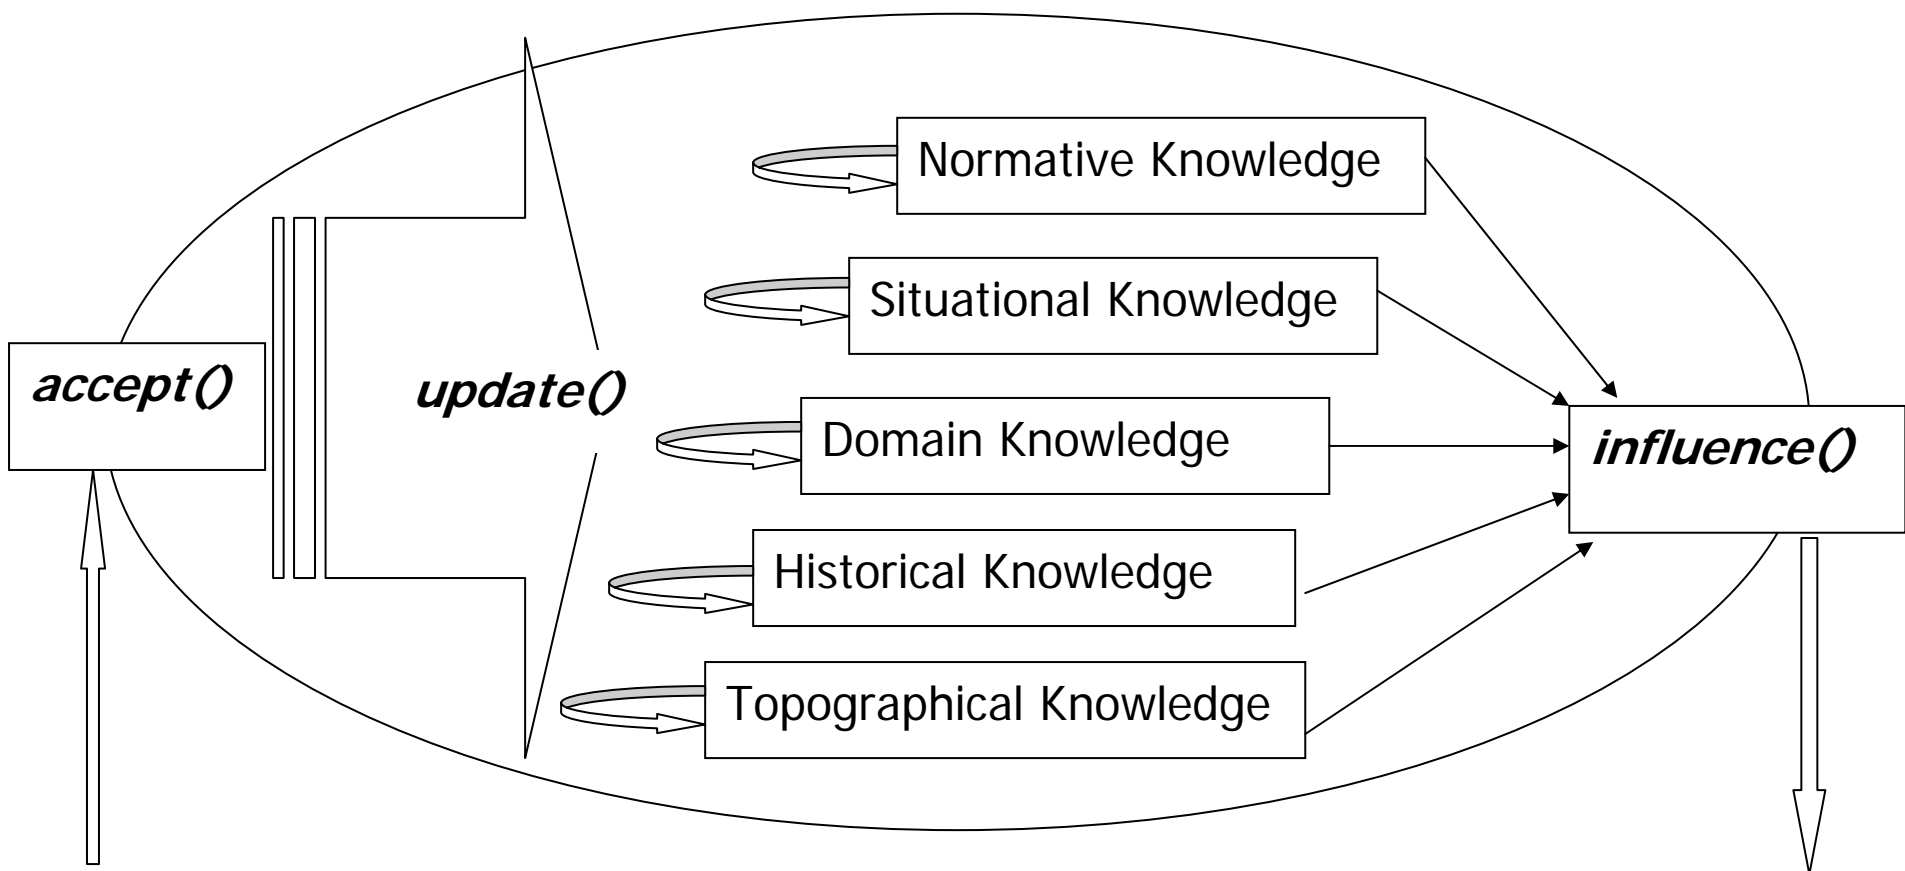 Normative Knowledge
Situational Knowledge
accept()
update()
Domain Knowledge
influence()
Historical Knowledge
Topographical Knowledge